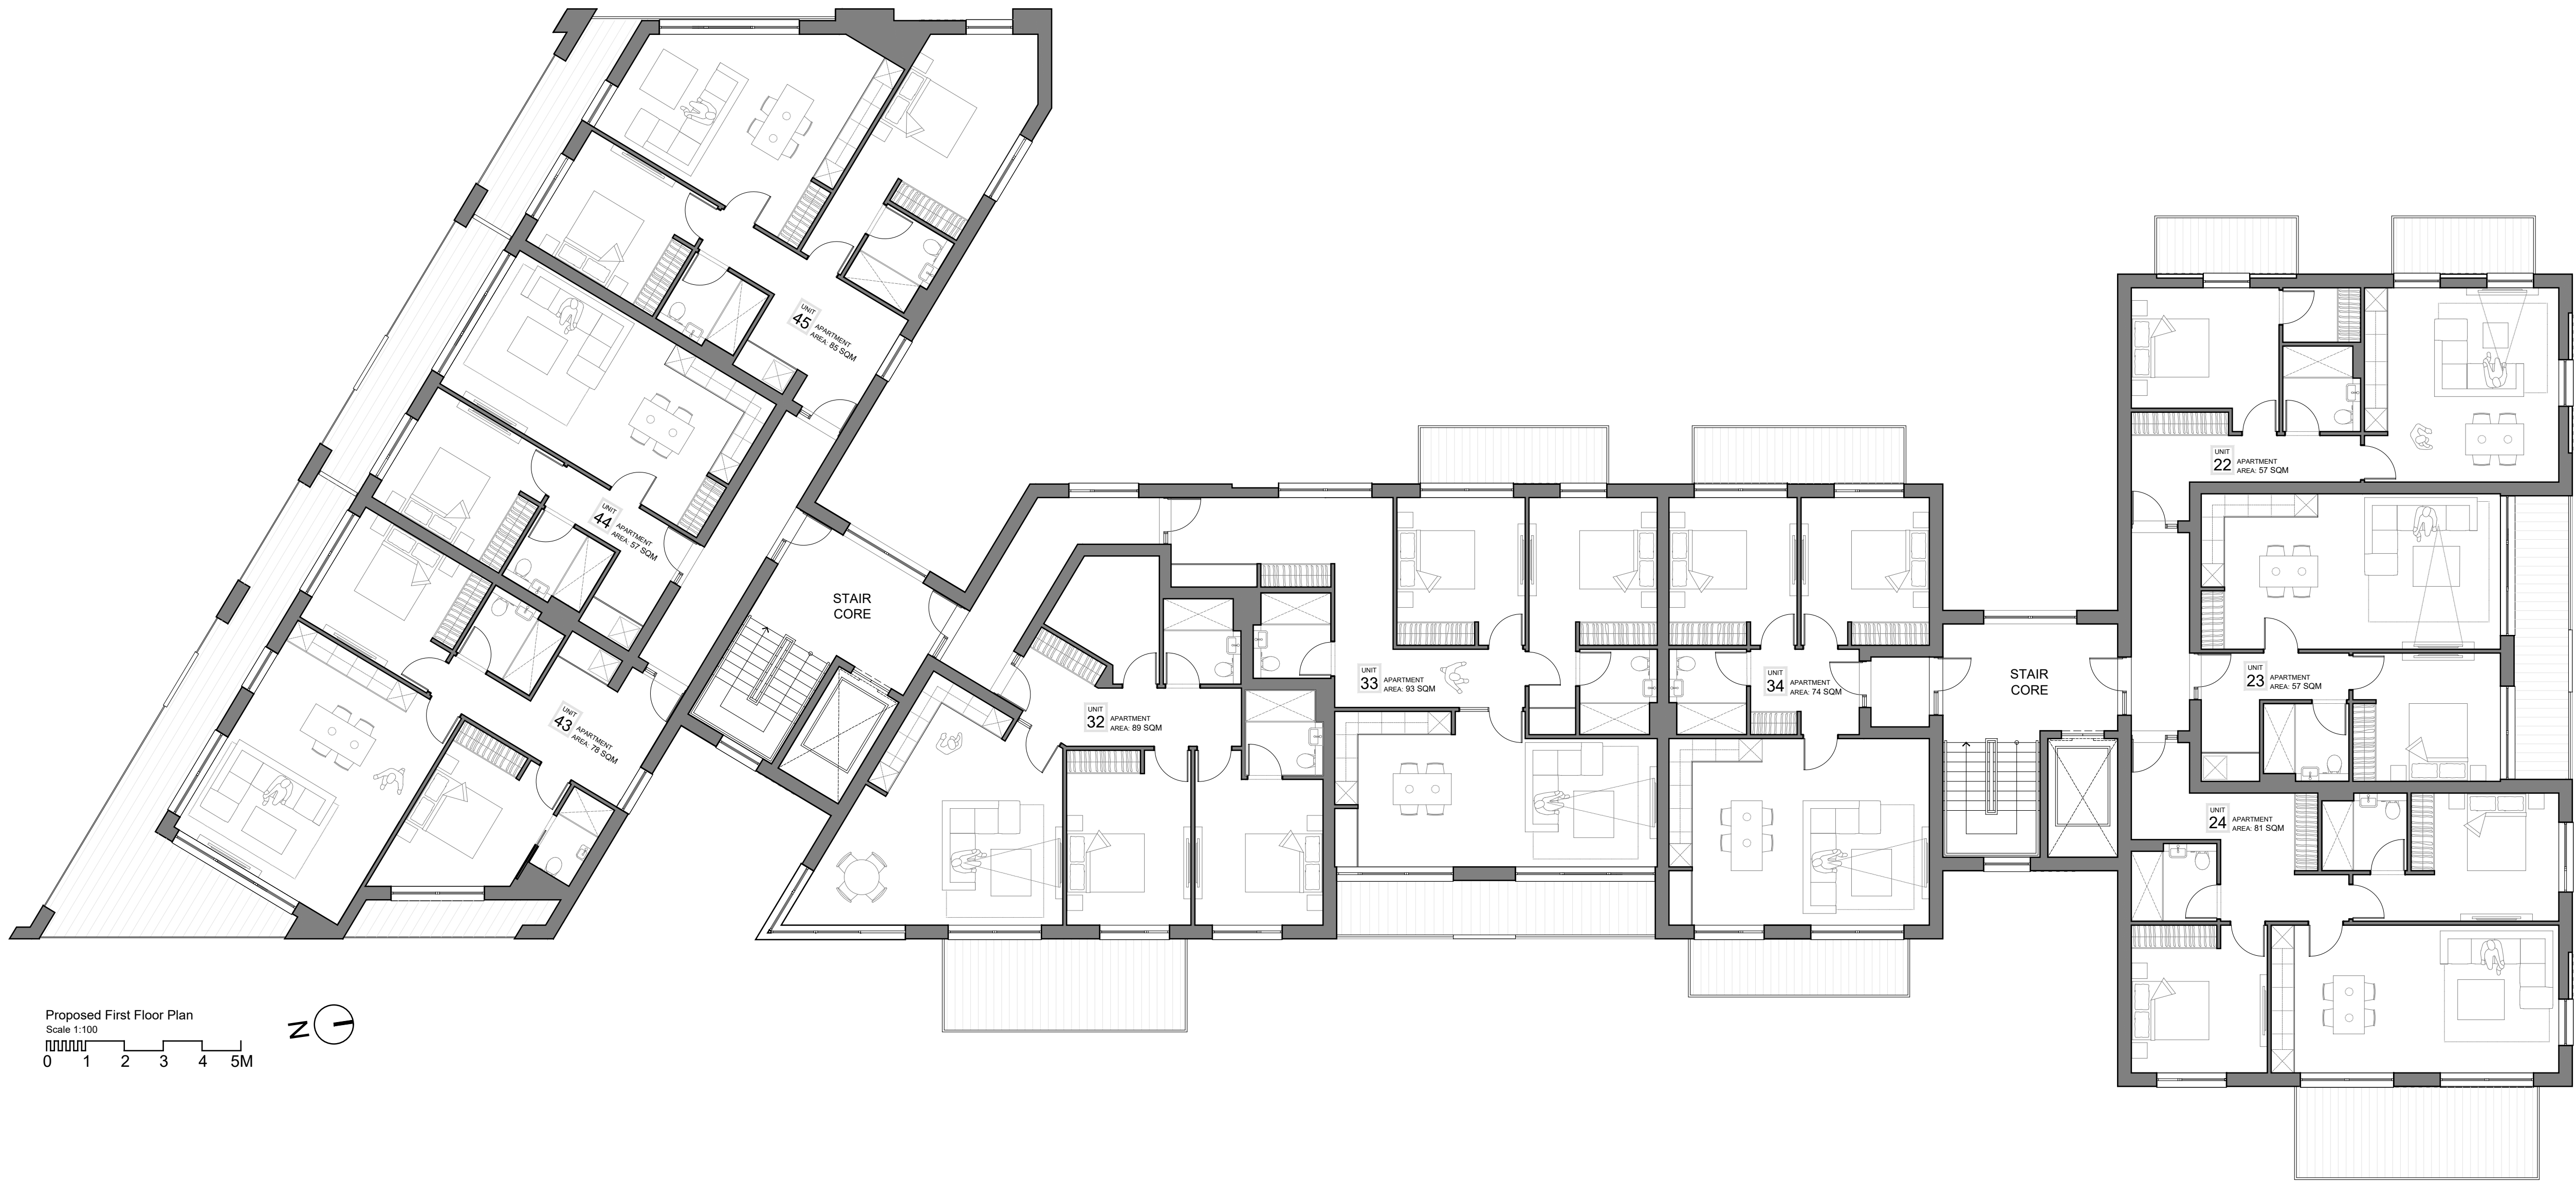 UNIT
45
APARTMENT
AREA: 85 SQM
UNIT
44
APARTMENT
AREA: 57 SQM
UNIT
43
APARTMENT
AREA: 78 SQM
STAIR
CORE
UNIT
32
APARTMENT
AREA: 89 SQM
UNIT
33
APARTMENT
AREA: 93 SQM
UNIT
34
APARTMENT
AREA: 74 SQM
STAIR
CORE
UNIT
22
APARTMENT
AREA: 57 SQM
UNIT
23
APARTMENT
AREA: 57 SQM
UNIT
24
APARTMENT
AREA: 81 SQM
Proposed First Floor Plan
Scale 1:100
0 1 2 3 4 5M
N